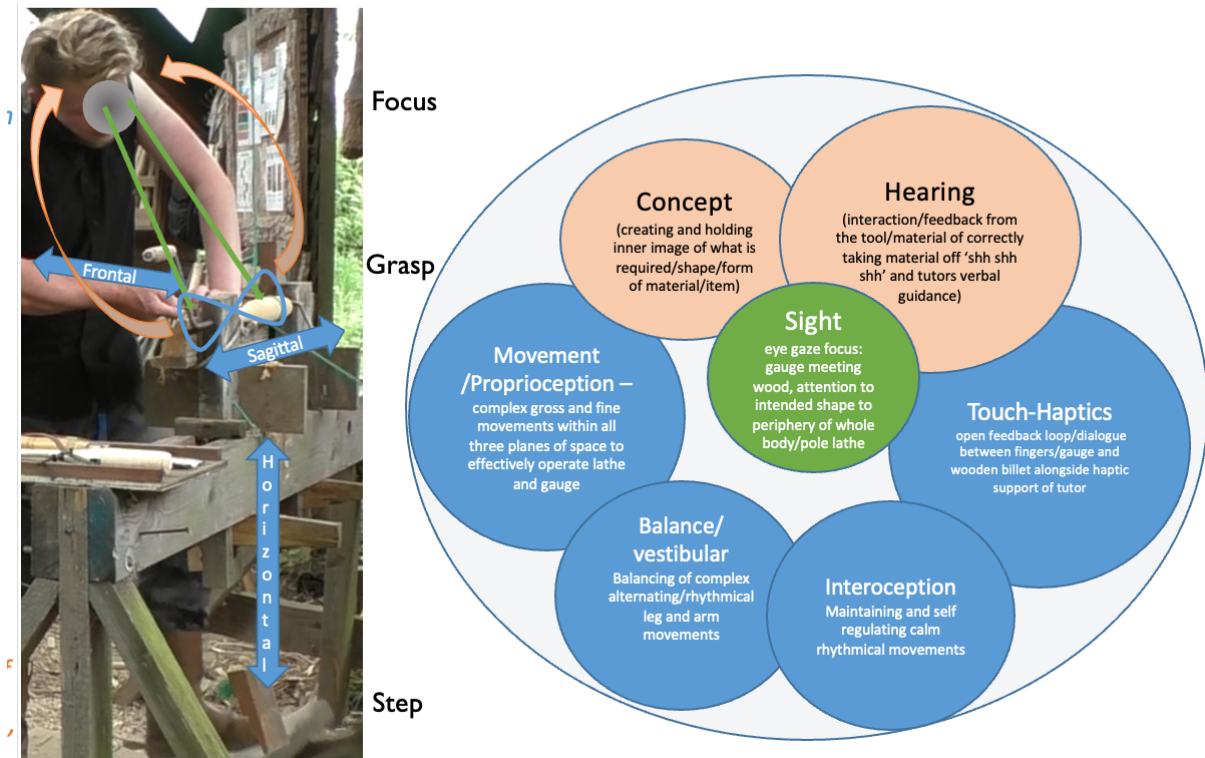 Focus
Grasp
Step
Frontal
Sagittal
Horizontal
Concept
(creating and holding
inner image of what is
required/shape/form
of material/item)
Hearing
(interaction/feedback from
the tool/material of correctly
taking material off ‘shh shh
shh’ and tutors verbal
guidance)
Sight
eye gaze focus:
gauge meeting
wood, attention to
intended shape to
periphery of whole
body/pole lathe
Movement
/Proprioception –
complex gross and fine
movements within all
three planes of space to
effectively operate lathe
and gauge
Touch-Haptics
open feedback loop/dialogue
between fingers/gauge and
wooden billet alongside haptic
support of tutor
Balance/
vestibular
Balancing of complex
alternating/rhythmical
leg and arm
movements
Interoception
Maintaining and self
regulating calm
rhythmical movements